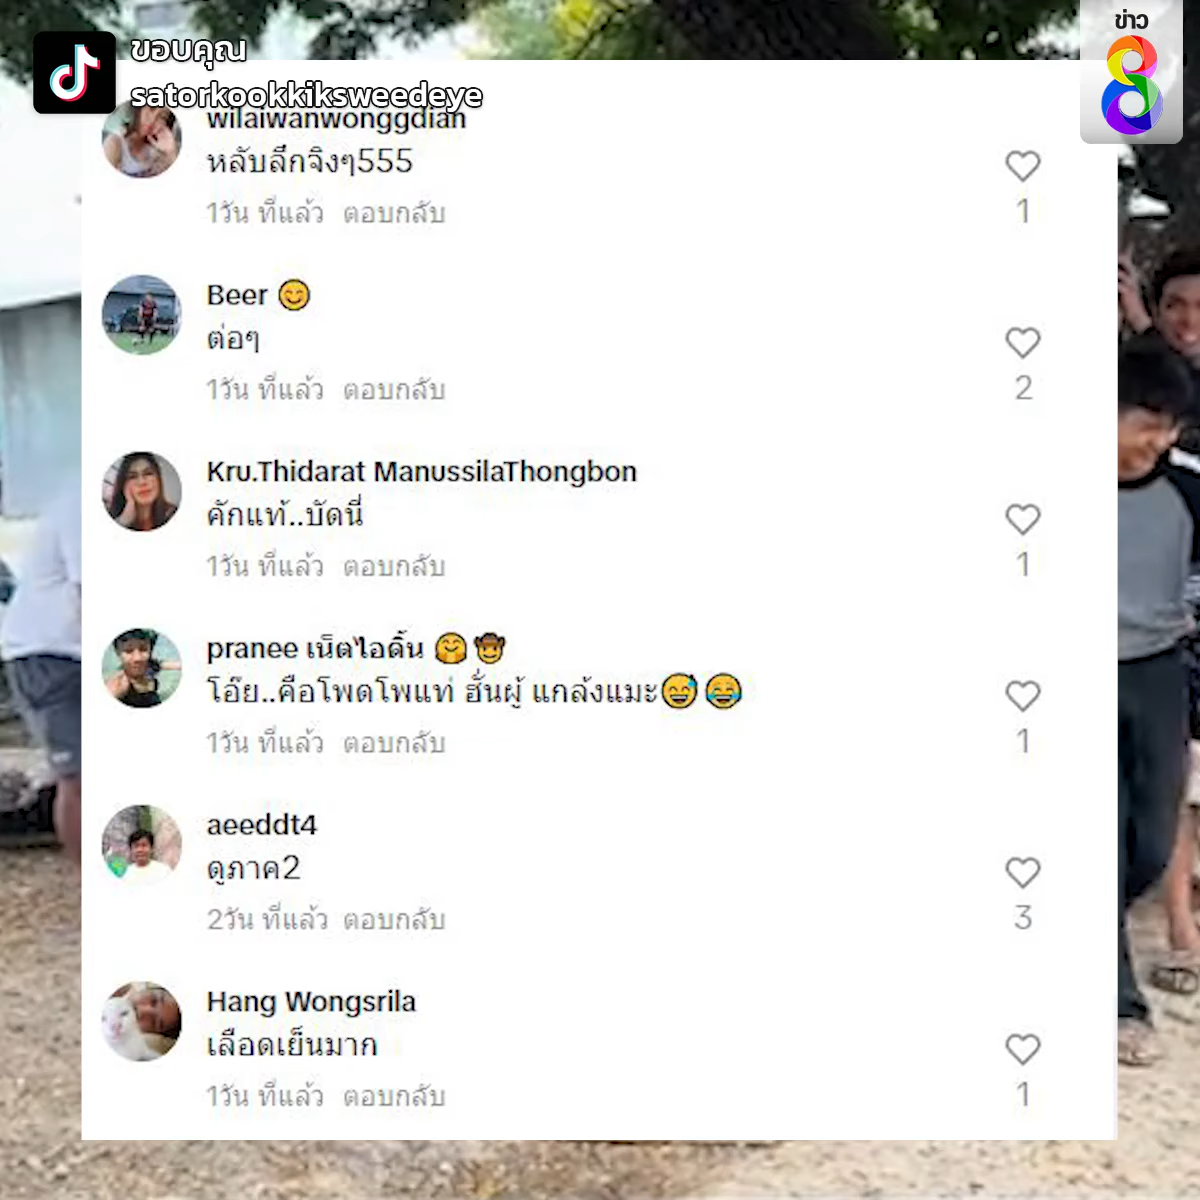 ขอบคุณ
satorkookkiksweedeye
ข่าว
8
wilaiwanwonggdian
หลับลึกจิงๆ555
1วัน ที่แล้ว ตอบกลับ
1
Beer 😊
ต่อๆ
1วัน ที่แล้ว ตอบกลับ
2
Kru.Thidarat ManussilaThongbon
คักแท้..บัดนี่
1วัน ที่แล้ว ตอบกลับ
1
pranee เน็ตไอดิ้น 🤗🤠
โอ๊ย..คือโพดโพแท่ ฮั่นผู้ แกล้งแมะ😅😂
1วัน ที่แล้ว ตอบกลับ
1
aeeddt4
ดูภาค2
2วัน ที่แล้ว ตอบกลับ
3
Hang Wongsrila
เลือดเย็นมาก
1วัน ที่แล้ว ตอบกลับ
1